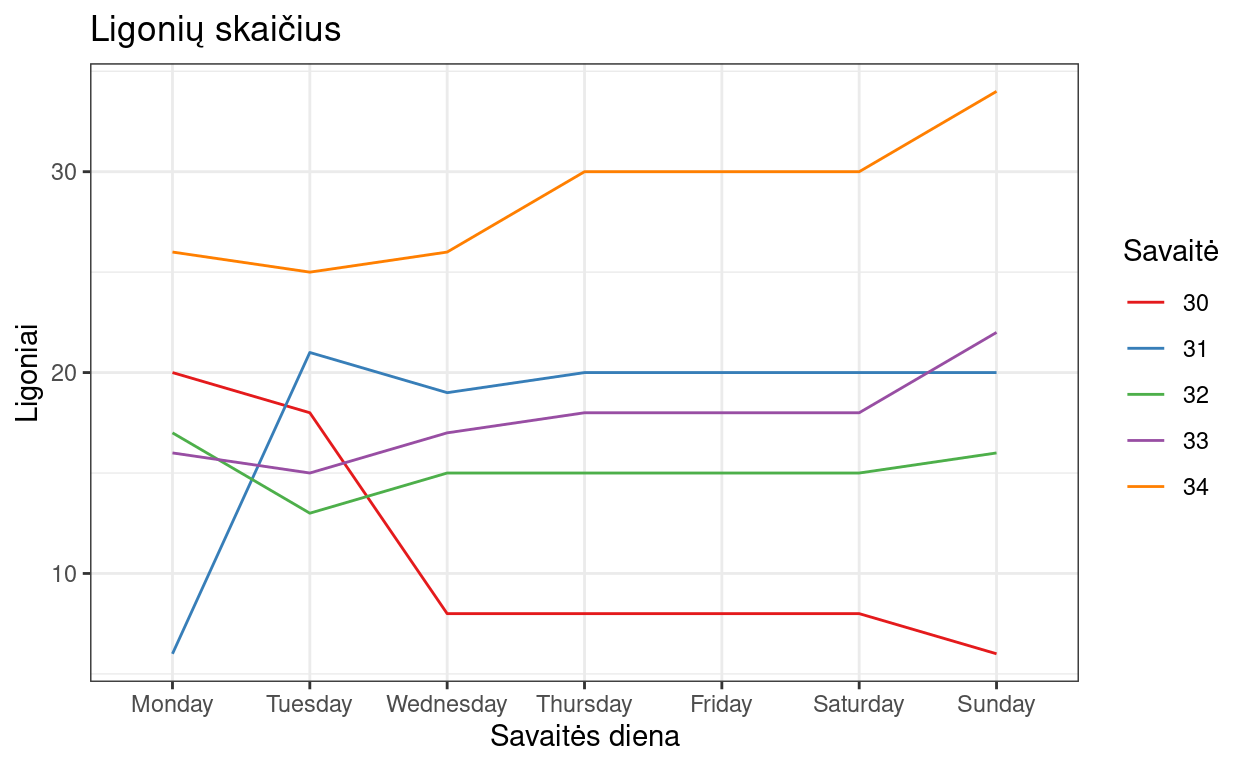 Ligonių skaičius
Ligoniai
30
20
10
Monday Tuesday Wednesday Thursday Friday Saturday Sunday
Savaitės diena
Savaitė
30
31
32
33
34